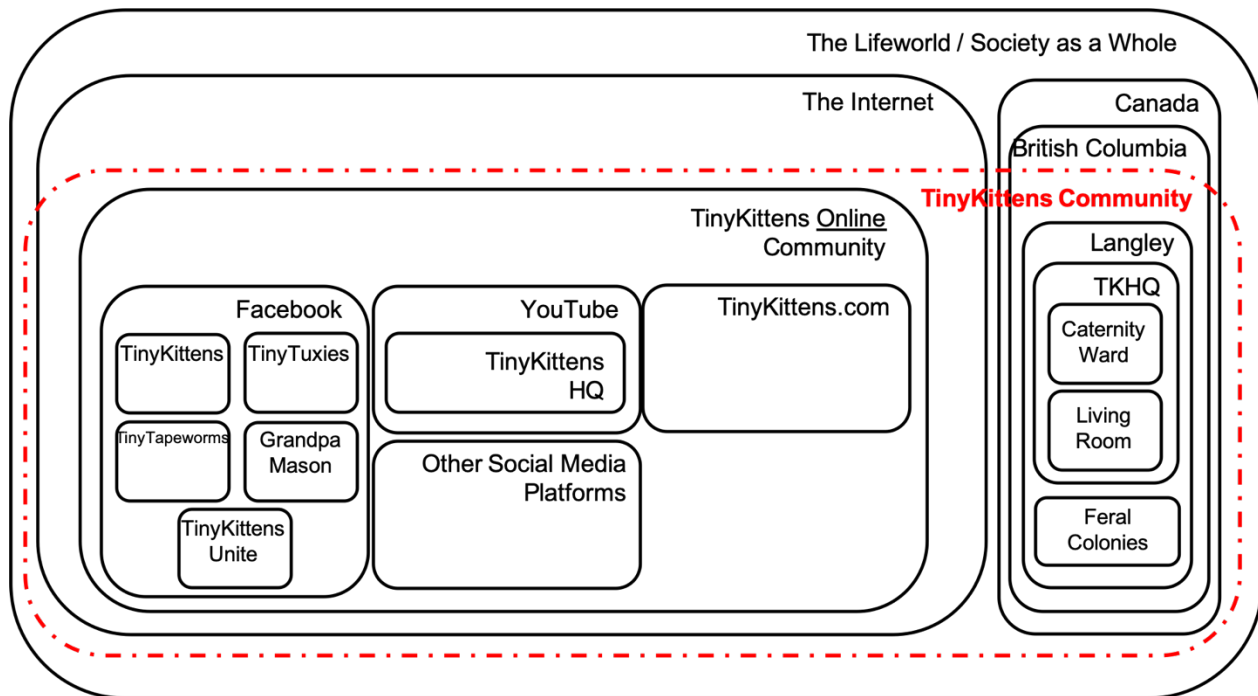 The Lifeworld / Society as a Whole
The Internet
Canada
British Columbia
TinyKittens Community
TinyKittens Online
Community
Langley
TKHQ
Caternity
Ward
Living
Room
Feral
Colonies
Facebook
TinyKittens
TinyTuxies
TinyTapeworms
Grandpa
Mason
TinyKittens
Unite
YouTube
TinyKittens
HQ
TinyKittens.com
Other Social Media
Platforms